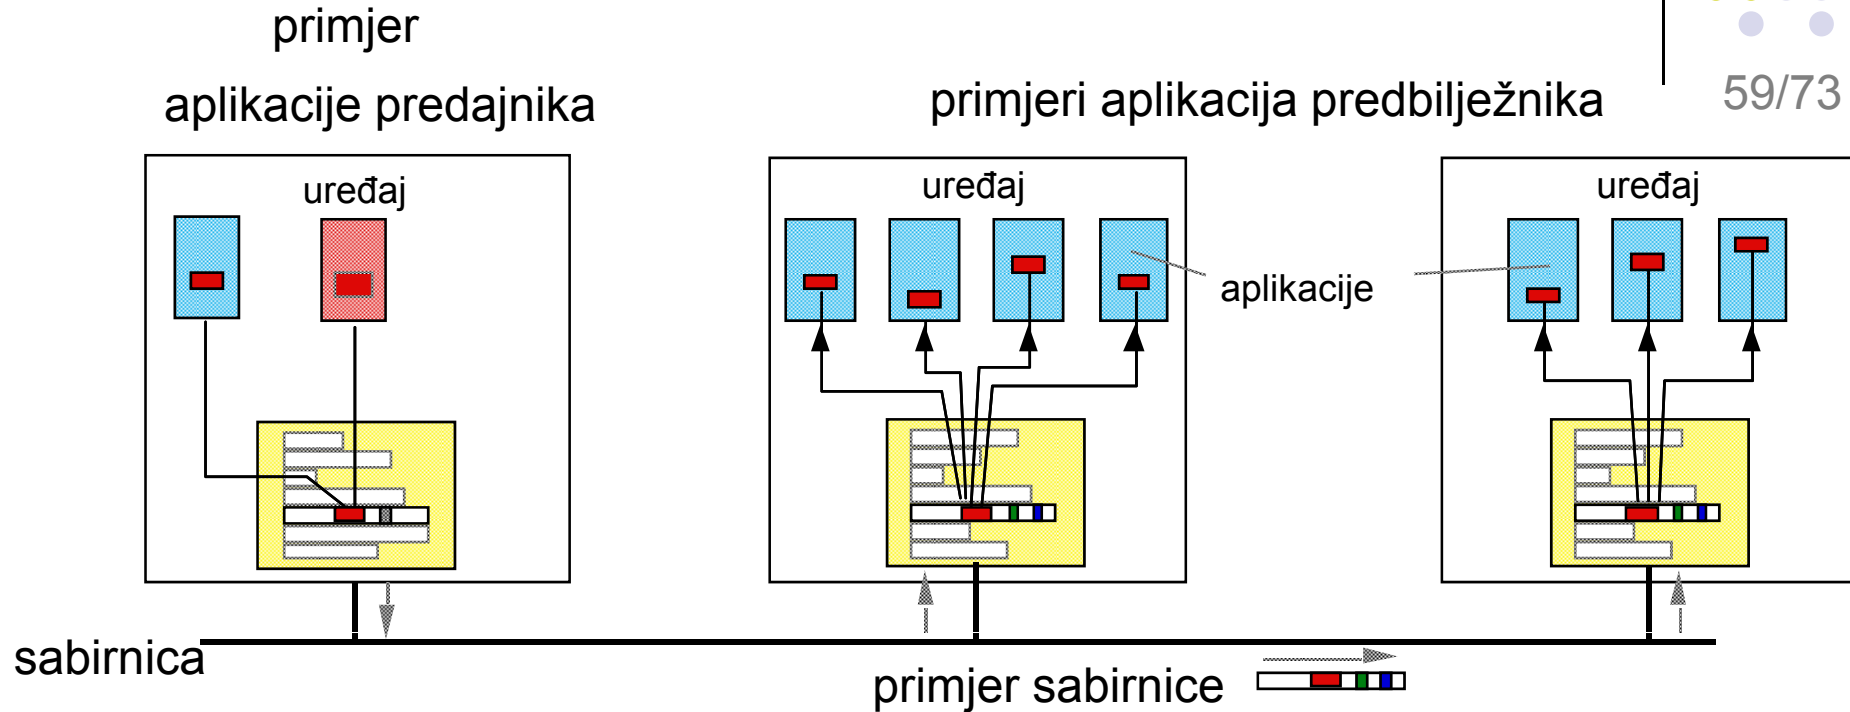 primjer
aplikacije predajnika
primjeri aplikacija predbilježnika
59/73
uređaj
uređaj
uređaj
aplikacije
sabirnica
primjer sabirnice